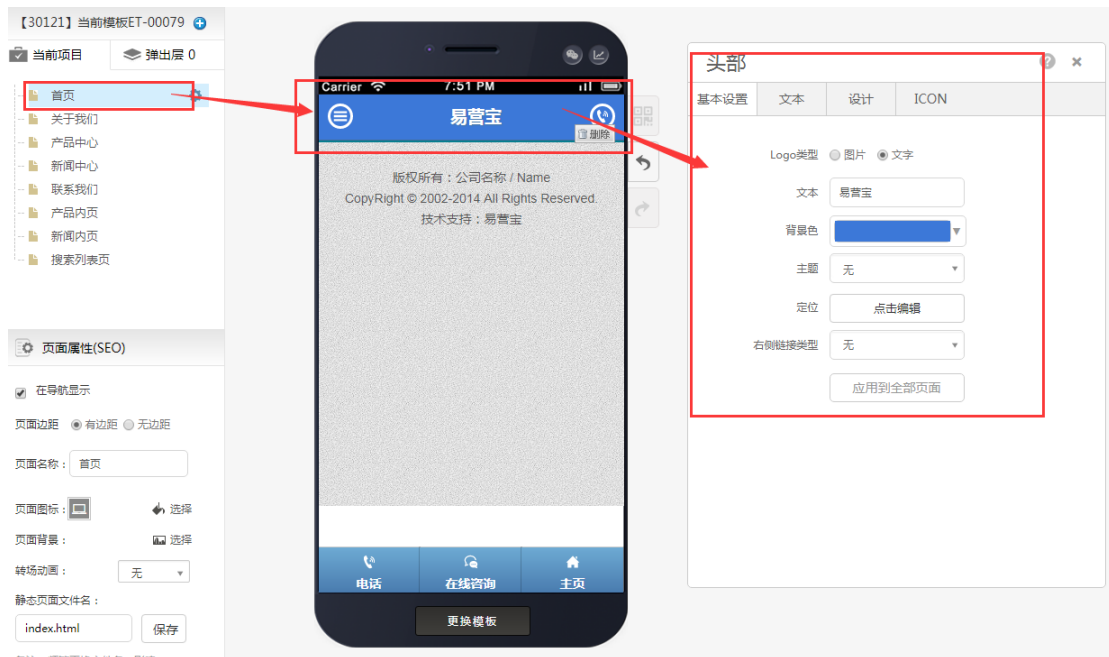 【30121】当前模板ET-00079
当前项目
弹出层 0
首页
关于我们
产品中心
新闻中心
联系我们
产品内页
新闻内页
搜索列表页
页面属性(SEO)
在导航显示
页面边距 有边距 无边距
页面名称： 首页
页面图标： 选择
页面背景： 选择
转场动画： 无
静态页面文件名：
index.html 保存
Carrier 7:51 PM
易营宝
删除
版权所有：公司名称 / Name
CopyRight © 2002-2014 All Rights Reserved.
技术支持：易营宝
电话 在线咨询 主页
更换模板
头部
基本设置 文本 设计 ICON
Logo类型 图片 文字
文本 易营宝
背景色
主题 无
定位 点击编辑
右侧链接类型 无
应用到全部页面